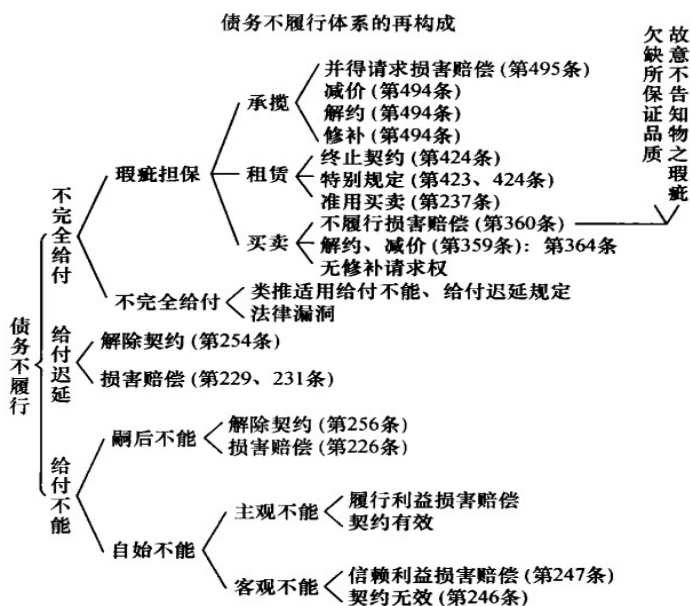 债务不履行体系的再构成
故意不告知物之瑕疵
欠缺所保证品质
并得请求损害赔偿(第495条)
减价(第494条)
承揽
解约(第494条)
修补(第494条)
终止契约(第424条)
瑕疵担保
租赁
特别规定(第423、424条)
准用买卖(第237条)
不履行损害赔偿(第360条)
买卖
解约、减价(第359条): 第364条
无修补请求权
不完全给付
不完全给付
类推适用给付不能、给付迟延规定
法律漏洞
债务不履行
给付迟延
解除契约(第254条)
损害赔偿(第229、231条)
给付不能
嗣后不能
解除契约(第256条)
损害赔偿(第226条)
自始不能
主观不能
履行利益损害赔偿
契约有效
客观不能
信赖利益损害赔偿(第247条)
契约无效(第246条)